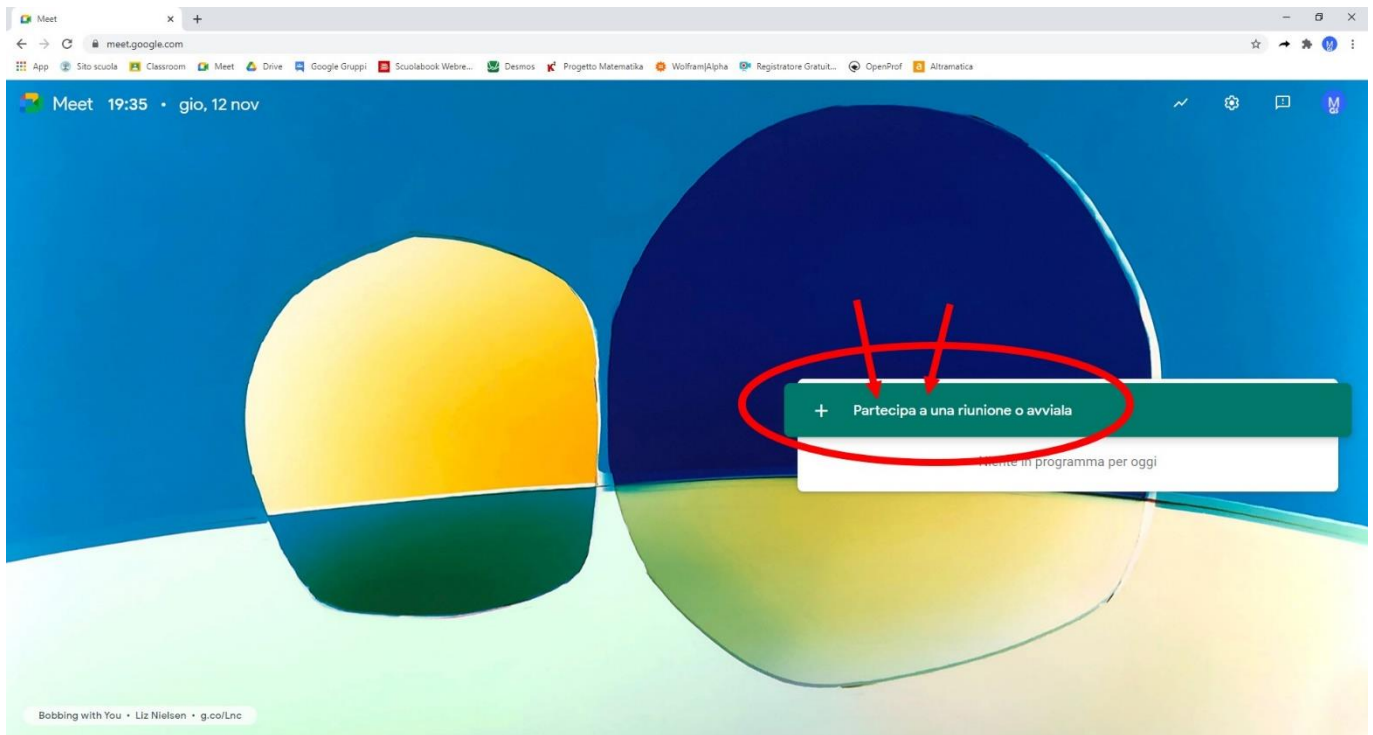 Meet
meet.google.com
App Sito scuola Classroom Meet Drive Google Gruppi Scuolabook Webre... Desmos Progetto Matematika Wolfram|Alpha Registratore Gratuit... OpenProf Altramatica
Meet 19:35 • gio, 12 nov
+ Partecipa a una riunione o avviala
Niente in programma per oggi
Bobbing with You • Liz Nielsen • g.co/Lnc